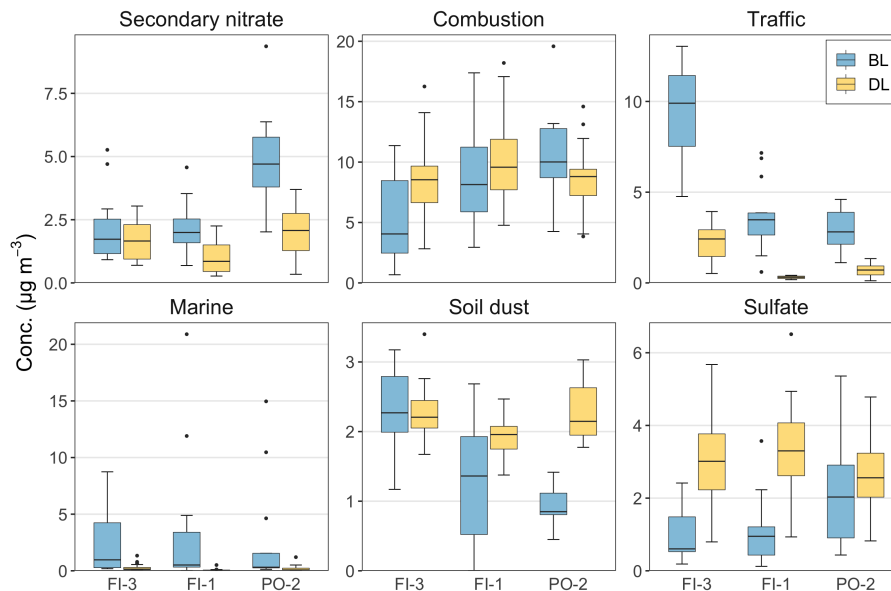 Secondary nitrate
Combustion
Traffic
7.5
5.0
2.5
0.0
20
15
10
5
0
10
5
0
BL
DL
Conc. (μg m−3)
Marine
Soil dust
Sulfate
20
15
10
5
0
3
2
1
0
6
4
2
0
FI-3 FI-1 PO-2
FI-3 FI-1 PO-2
FI-3 FI-1 PO-2